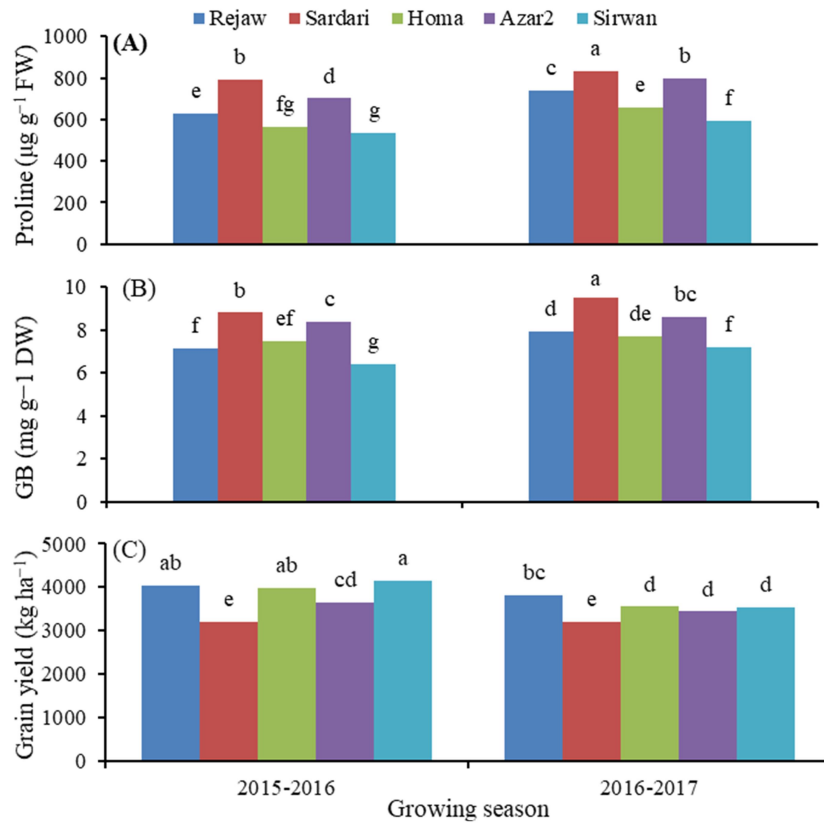 Rejaw Sardari Homa Azar2 Sirwan
(A)
Proline (µg g⁻¹ FW)
1000
800
600
400
200
0
e b fg d g c a e b f
(B)
GB (mg g−1 DW)
10
8
6
4
2
0
f b ef c g d a de bc f
(C)
Grain yield (kg ha⁻¹)
5000
4000
3000
2000
1000
0
ab e ab cd a bc e d d d
2015-2016 2016-2017
Growing season